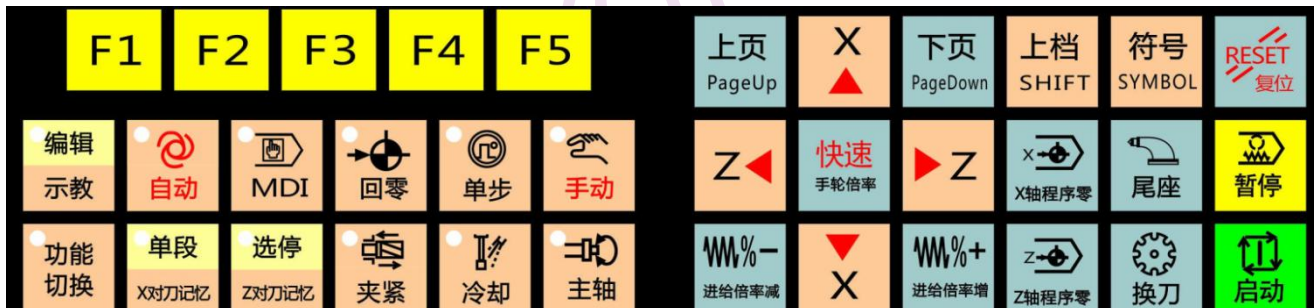 F1 F2 F3 F4 F5
上页 X 下页 上档 符号 RESET
PageUp PageDown SHIFT SYMBOL 复位
编辑
示教 自动 MDI 回零 单步 手动
Z 快速 Z
手轮倍率 X轴程序零 尾座 暂停
功能 单段 选停
切换 X对刀记忆 Z对刀记忆 夹紧 冷却 主轴
%- X %+
进给倍率减 进给倍率增 Z轴程序零 换刀 启动